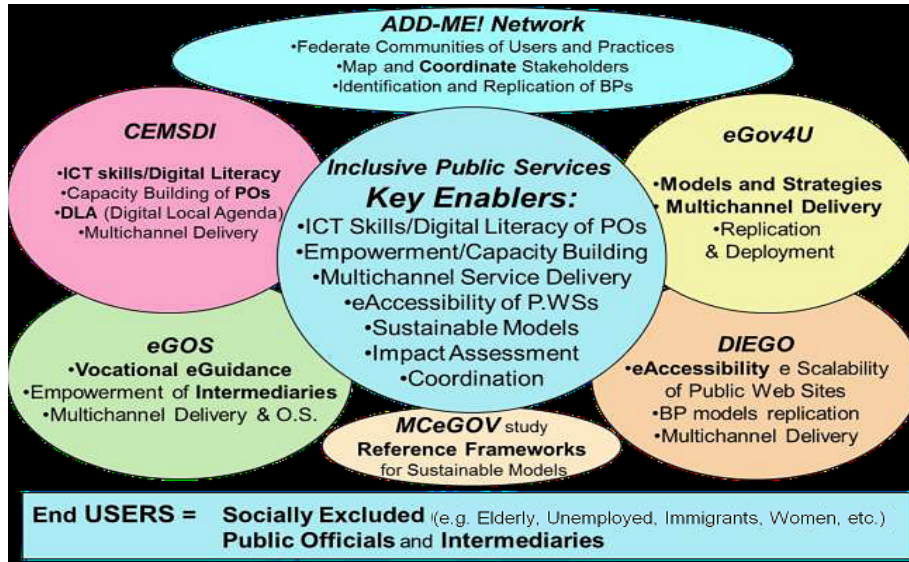 ADD-ME! Network
•Federate Communities of Users and Practices
•Map and Coordinate Stakeholders
•Identification and Replication of BPs
CEMSDI
•ICT skills/Digital Literacy
•Capacity Building of POs
•DLA (Digital Local Agenda)
•Multichannel Delivery
Inclusive Public Services
Key Enablers:
•ICT Skills/Digital Literacy of POs
•Empowerment/Capacity Building
•Multichannel Service Delivery
•eAccessibility of P.WSs
•Sustainable Models
•Impact Assessment
•Coordination
eGov4U
•Models and Strategies
•Multichannel Delivery
•Replication
& Deployment
eGOS
•Vocational eGuidance
•Empowerment of Intermediaries
•Multichannel Delivery & O.S.
MCeGOV study
Reference Frameworks
for Sustainable Models
DIEGO
•eAccessibility e Scalability
of Public Web Sites
•BP models replication
•Multichannel Delivery
End USERS = Socially Excluded (e.g. Elderly, Unemployed, Immigrants, Women, etc.)
Public Officials and Intermediaries